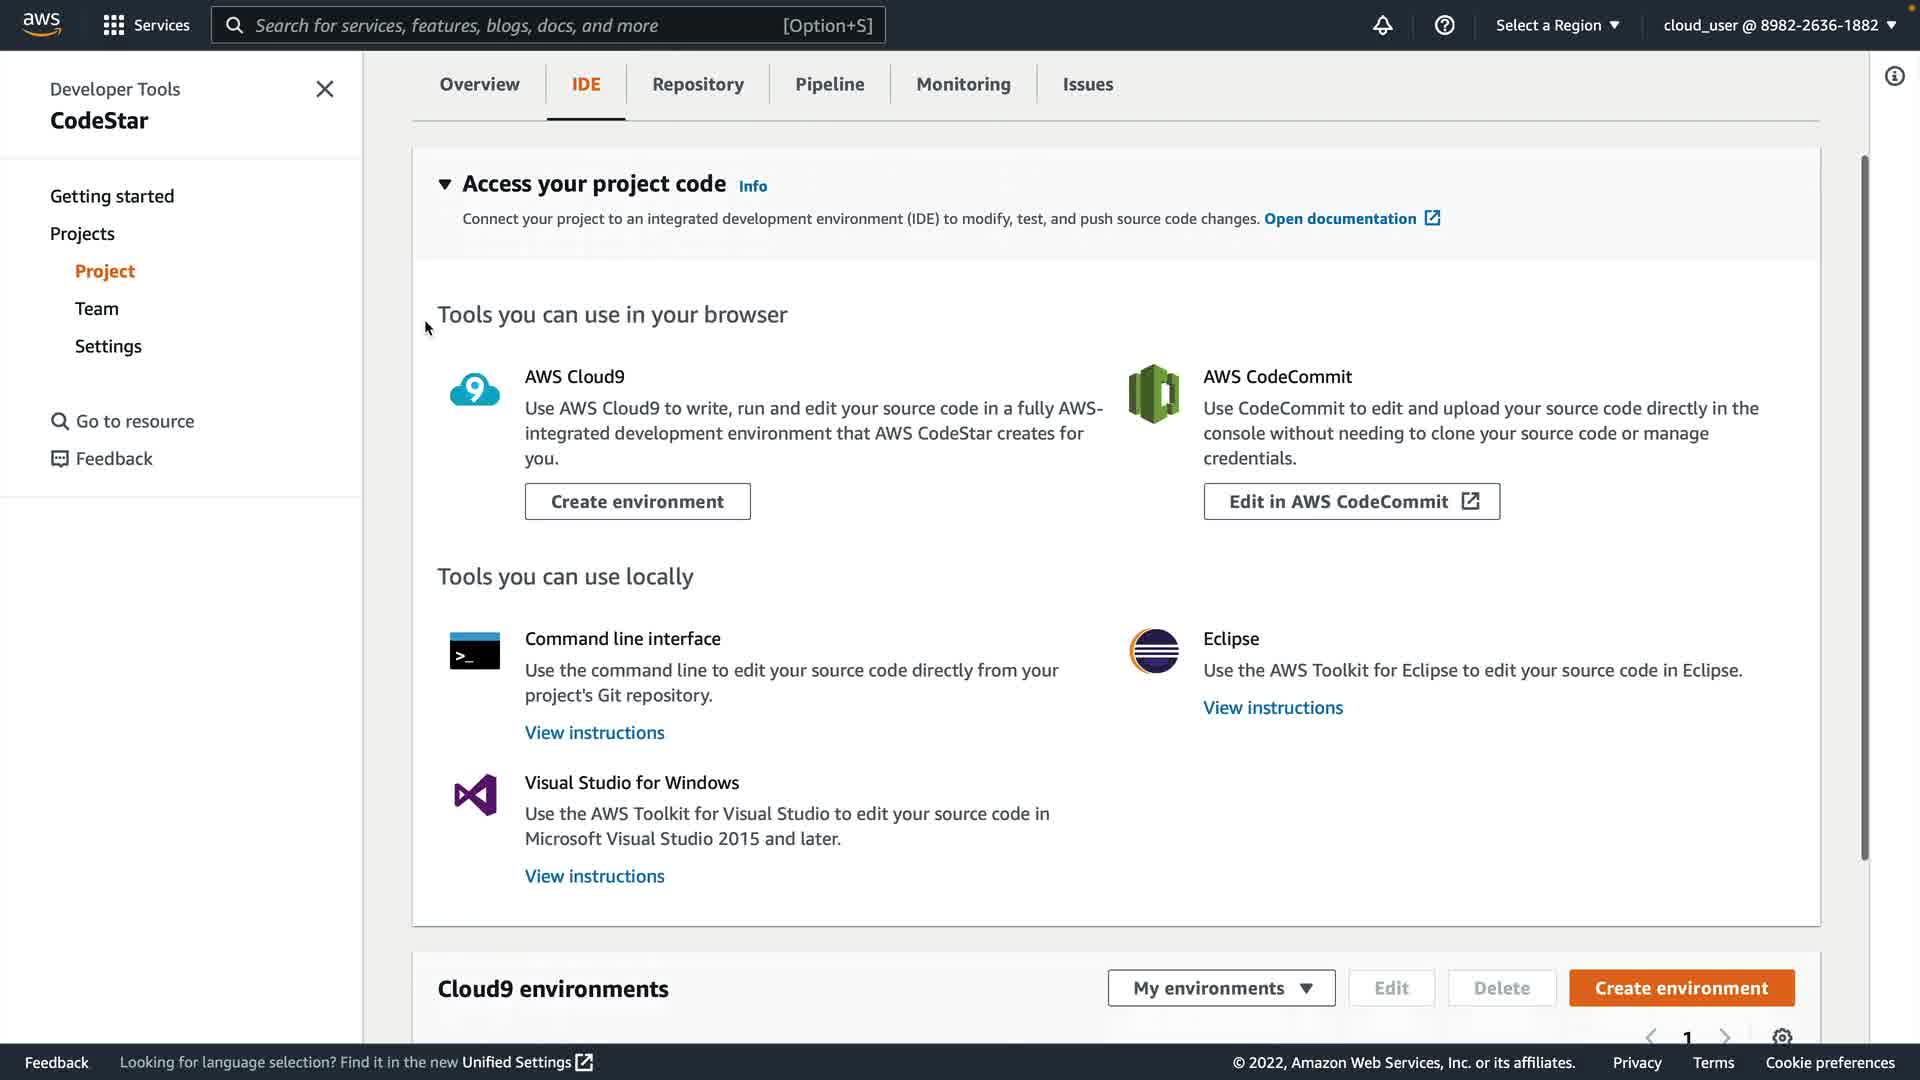 aws
Services
Search for services, features, blogs, docs, and more
[Option+S]
Select a Region ▼
cloud_user @ 8982-2636-1882 ▼
Developer Tools
CodeStar
Getting started
Projects
Project
Team
Settings
Go to resource
Feedback
Overview
IDE
Repository
Pipeline
Monitoring
Issues
Access your project code Info
Connect your project to an integrated development environment (IDE) to modify, test, and push source code changes. Open documentation
Tools you can use in your browser
9
AWS Cloud9
Use AWS Cloud9 to write, run and edit your source code in a fully AWS-
integrated development environment that AWS CodeStar creates for
you.
Create environment
AWS CodeCommit
Use CodeCommit to edit and upload your source code directly in the
console without needing to clone your source code or manage
credentials.
Edit in AWS CodeCommit
Tools you can use locally
>_
Command line interface
Use the command line to edit your source code directly from your
project's Git repository.
View instructions
Eclipse
Use the AWS Toolkit for Eclipse to edit your source code in Eclipse.
View instructions
Visual Studio for Windows
Use the AWS Toolkit for Visual Studio to edit your source code in
Microsoft Visual Studio 2015 and later.
View instructions
Cloud9 environments
My environments ▼
Edit
Delete
Create environment
1
Feedback
Looking for language selection? Find it in the new Unified Settings
© 2022, Amazon Web Services, Inc. or its affiliates.
Privacy
Terms
Cookie preferences